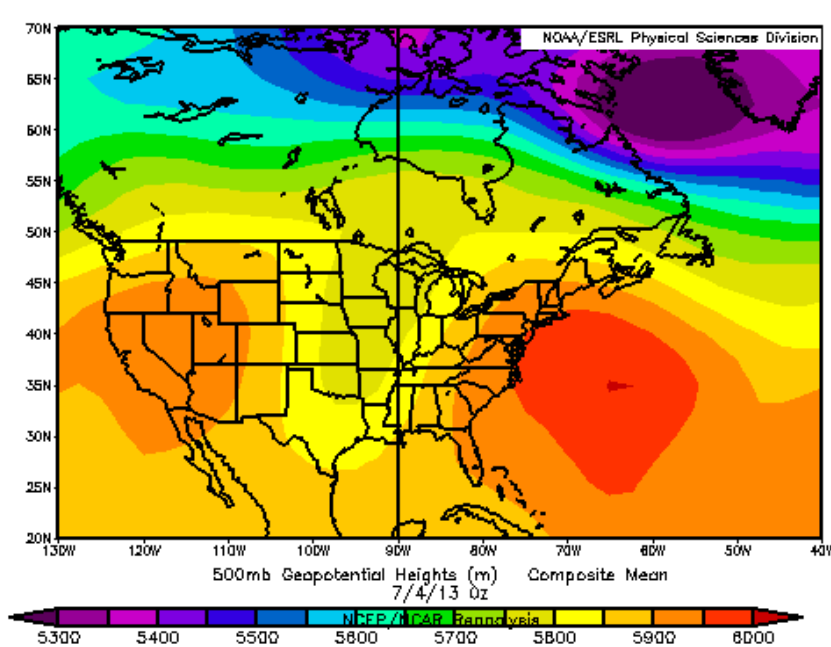 NOAA/ESRL Physical Sciences Division
70N
65N
60N
55N
50N
45N
40N
35N
30N
25N
20N
130W 120W 110W 100W 90W 80W 70W 60W 50W 40W
500mb Geopotential Heights (m) Composite Mean
7/4/13 0z
NCEP/NCAR Reanalysis
5300 5400 5500 5600 5700 5800 5900 6000